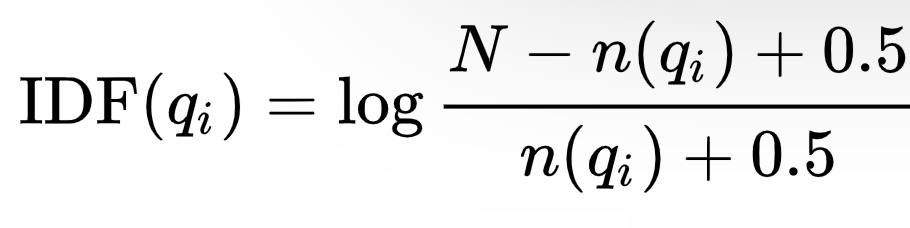 IDF(qᵢ) = log (N − n(qᵢ) + 0.5) / (n(qᵢ) + 0.5)